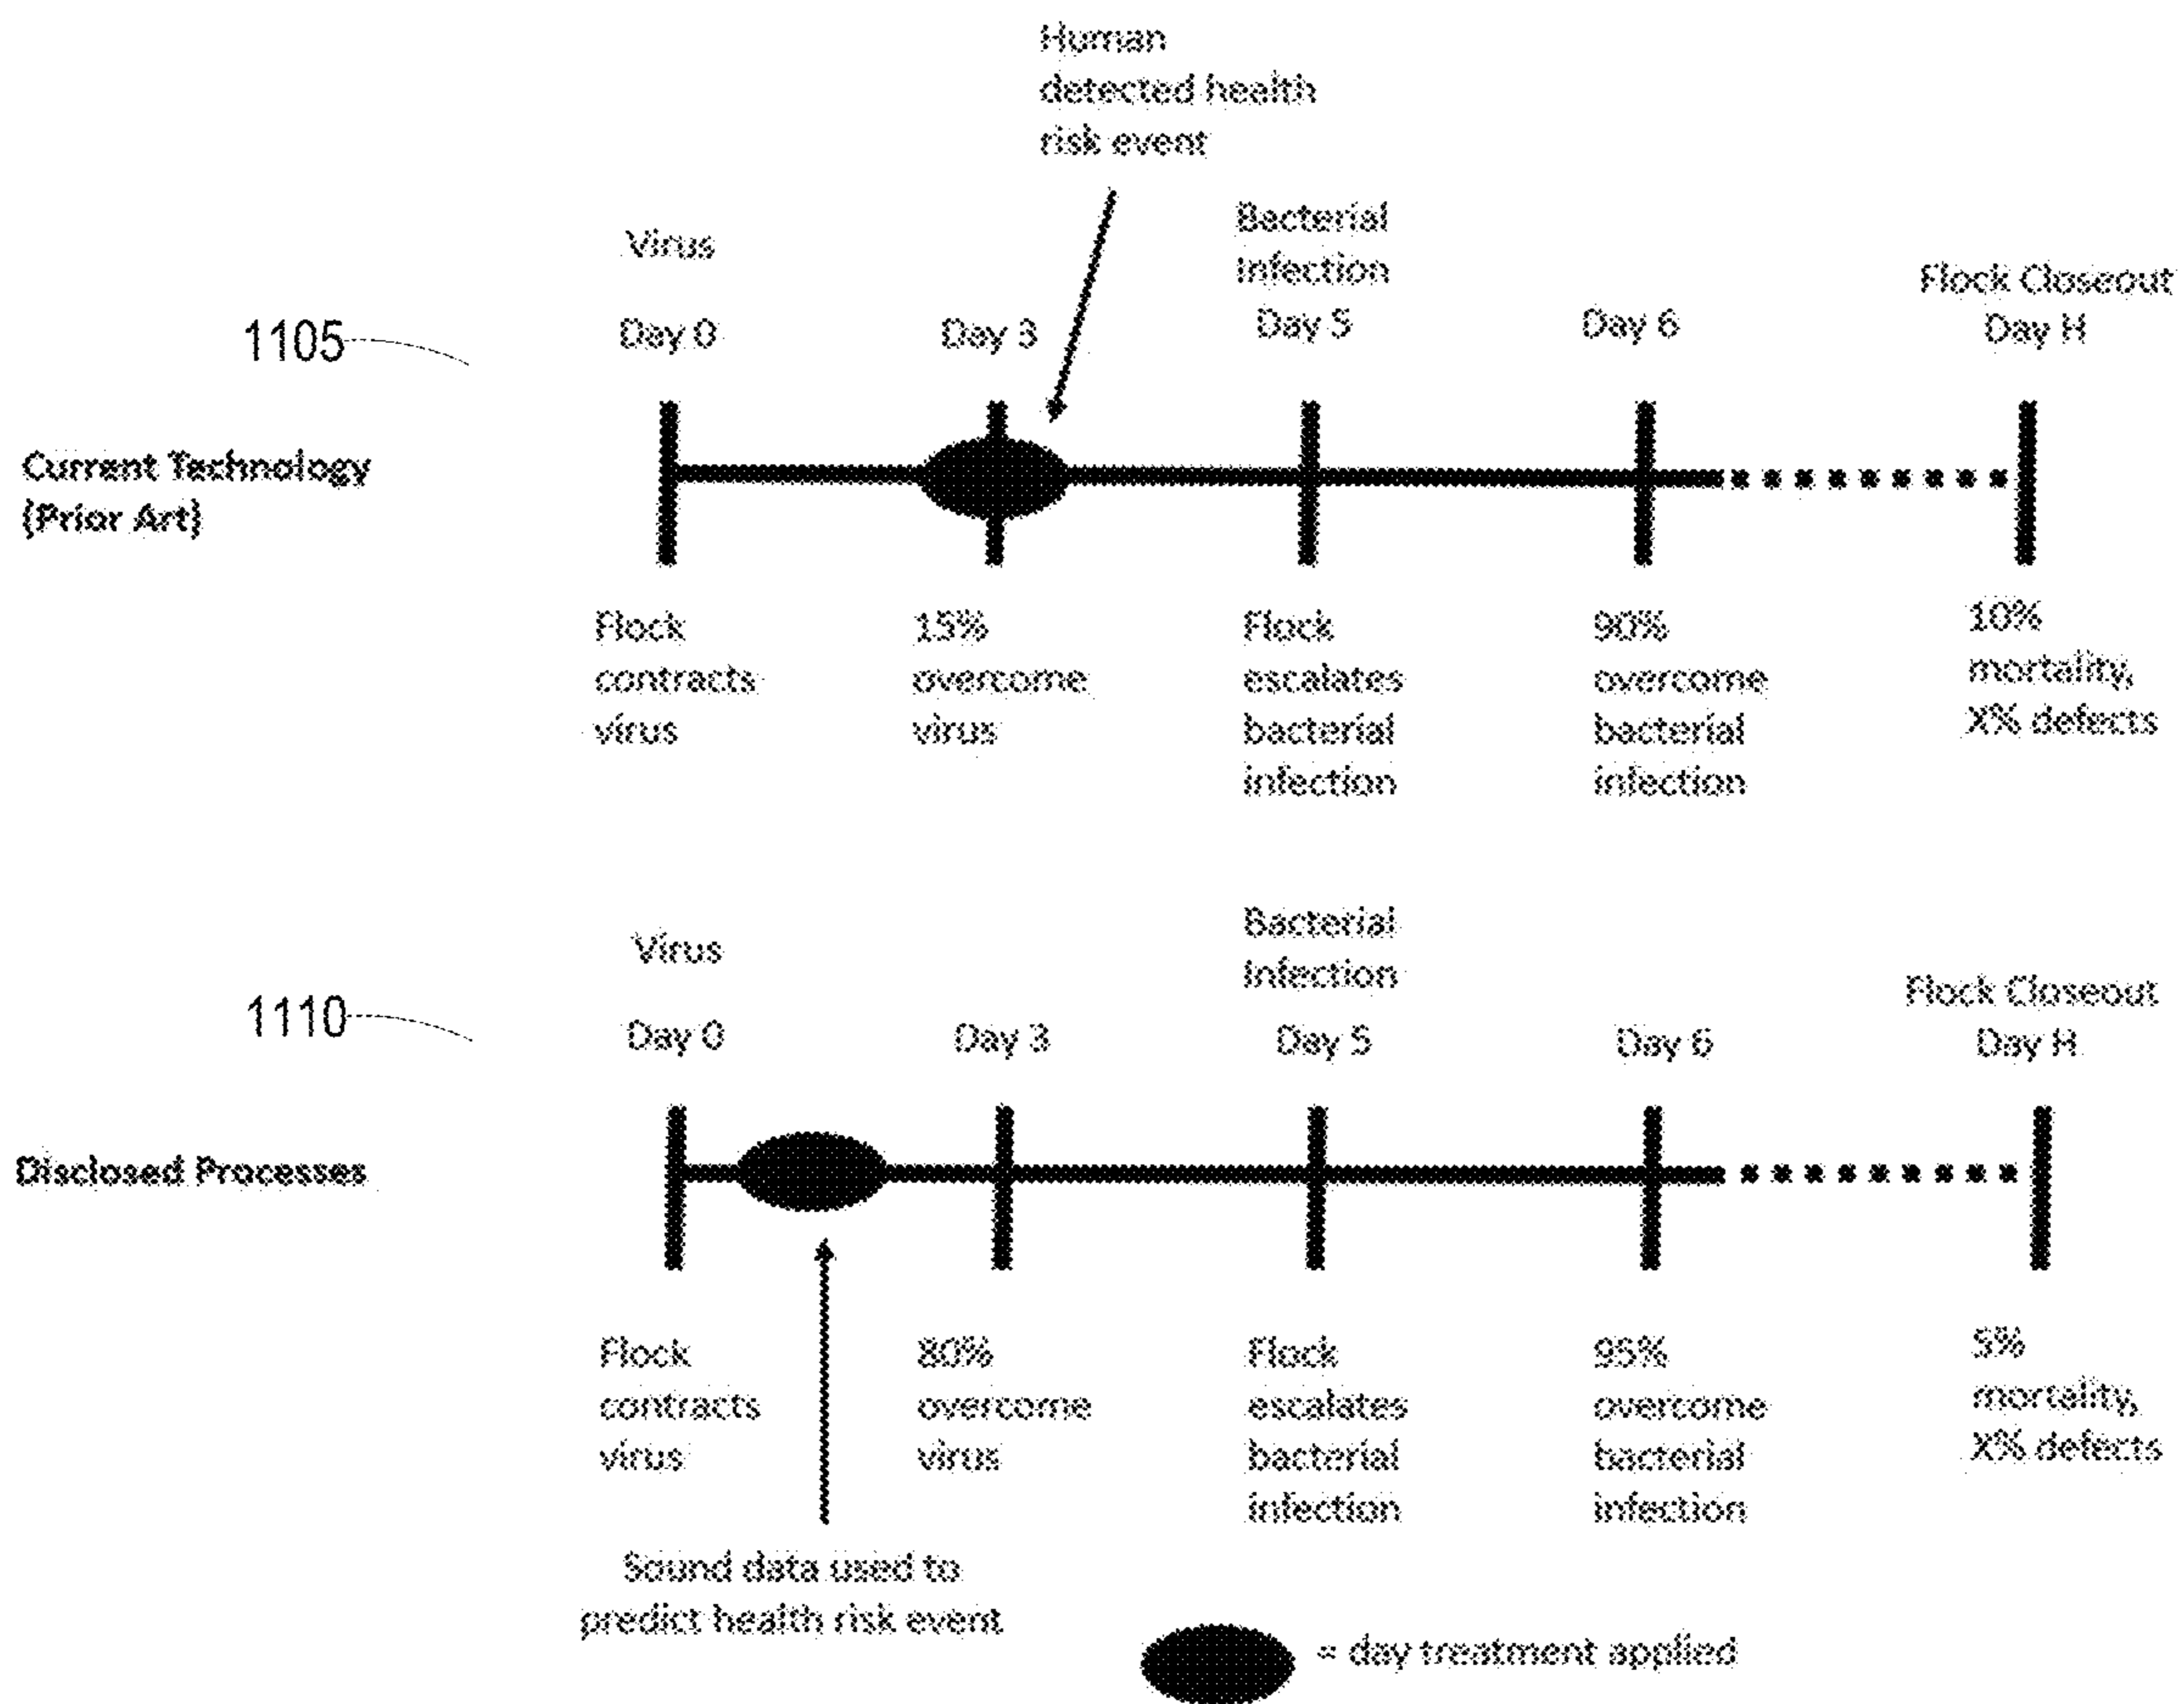 Human
detected health
risk event
Virus
Bacterial
Infection
Flock Closeout
1105
Day 0
Day 3
Day 5
Day 6
Day H
Current Technology
(Prior Art)
Flock
contracts
virus
15%
overcome
virus
Flock
escalates
bacterial
infection
90%
overcome
bacterial
infection
10%
mortality,
X% defects
Virus
Bacterial
Infection
Flock Closeout
1110
Day 0
Day 3
Day 5
Day 6
Day H
Disclosed Processes
Flock
contracts
virus
80%
overcome
virus
Flock
escalates
bacterial
infection
95%
overcome
bacterial
infection
5%
mortality,
X% defects
Sound data used to
predict health risk event
= day treatment applied